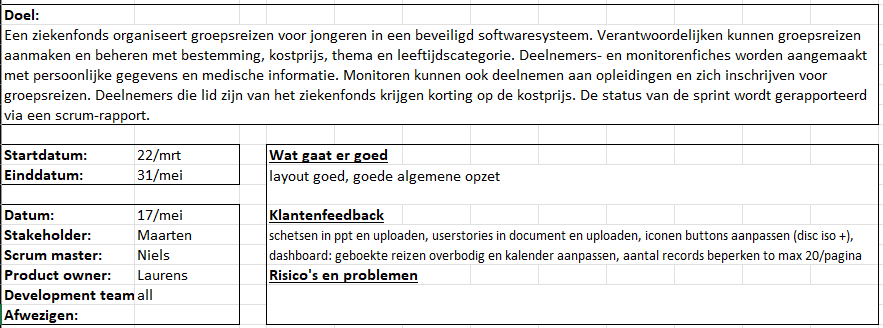 Doel:
Een ziekenfonds organiseert groepsreizen voor jongeren in een beveiligd softwaresysteem. Verantwoordelijken kunnen groepsreizen
aanmaken en beheren met bestemming, kostprijs, thema en leeftijdscategorie. Deelnemers- en monitorenfiches worden aangemaakt
met persoonlijke gegevens en medische informatie. Monitoren kunnen ook deelnemen aan opleidingen en zich inschrijven voor
groepsreizen. Deelnemers die lid zijn van het ziekenfonds krijgen korting op de kostprijs. De status van de sprint wordt gerapporteerd
via een scrum-rapport.
Startdatum: 22/mrt
Einddatum: 31/mei
Wat gaat er goed
layout goed, goede algemene opzet
Datum: 17/mei
Stakeholder: Maarten
Scrum master: Niels
Product owner: Laurens
Development team all
Afwezigen:
Klantenfeedback
schetsen in ppt en uploaden, userstories in document en uploaden, iconen buttons aanpassen (disc iso +),
dashboard: geboekte reizen overbodig en kalender aanpassen, aantal records beperken to max 20/pagina
Risico's en problemen